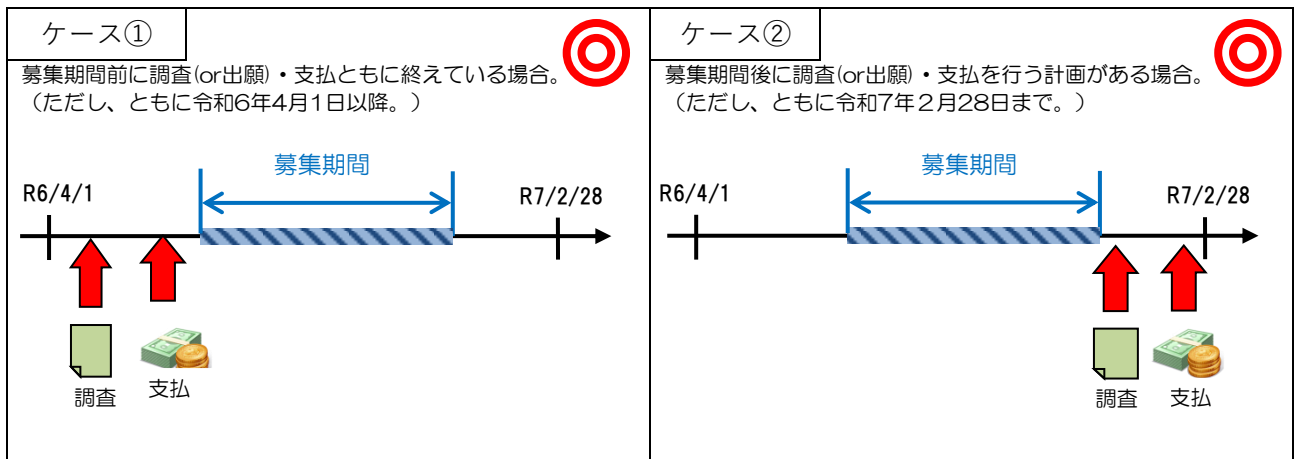 ケース①
募集期間前に調査(or出願)・支払ともに終えている場合。
（ただし、ともに令和6年4月1日以降。）
募集期間
R6/4/1
R7/2/28
調査
支払
ケース②
募集期間後に調査(or出願)・支払を行う計画がある場合。
（ただし、ともに令和7年２月28日まで。）
募集期間
R6/4/1
R7/2/28
調査
支払